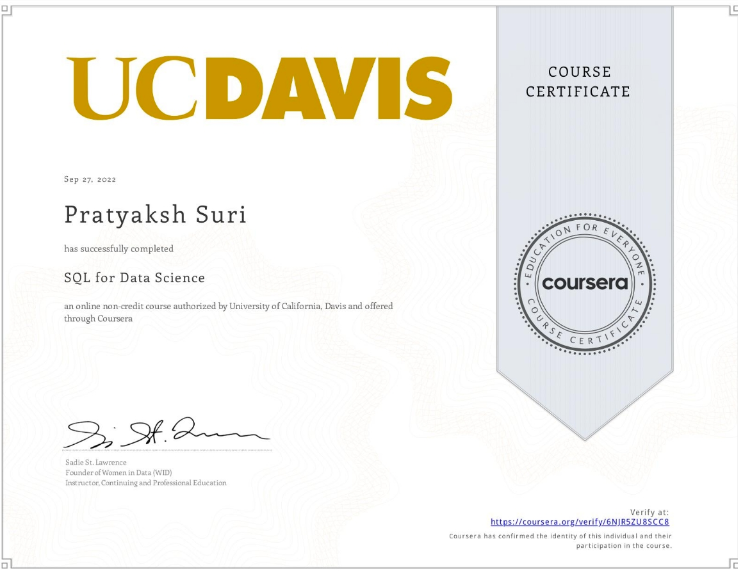 UCDAVIS
COURSE
CERTIFICATE
Sep 27, 2022
Pratyaksh Suri
has successfully completed
SQL for Data Science
an online non-credit course authorized by University of California, Davis and offered
through Coursera
EDUCATION FOR EVERYONE
coursera
COURSE CERTIFICATE
Sadie St. Lawrence
Founder of Women in Data (WID)
Instructor, Continuing and Professional Education
Verify at:
https://coursera.org/verify/6NJR5ZU8SCC8
Coursera has confirmed the identity of this individual and their
participation in the course.